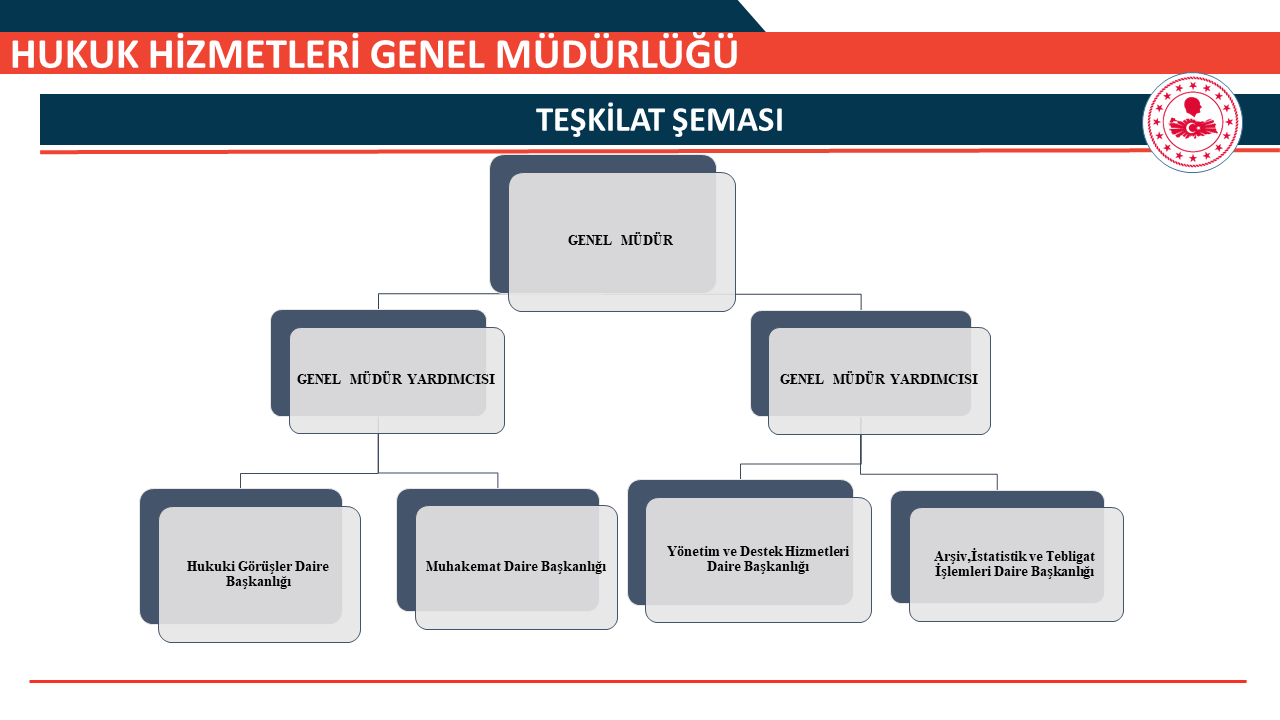 HUKUK HİZMETLERİ GENEL MÜDÜRLÜĞÜ
TEŞKİLAT ŞEMASI
GENEL MÜDÜR
GENEL MÜDÜR YARDIMCISI
GENEL MÜDÜR YARDIMCISI
Hukuki Görüşler Daire
Başkanlığı
Muhakemat Daire Başkanlığı
Yönetim ve Destek Hizmetleri
Daire Başkanlığı
Arşiv,İstatistik ve Tebligat
İşlemleri Daire Başkanlığı